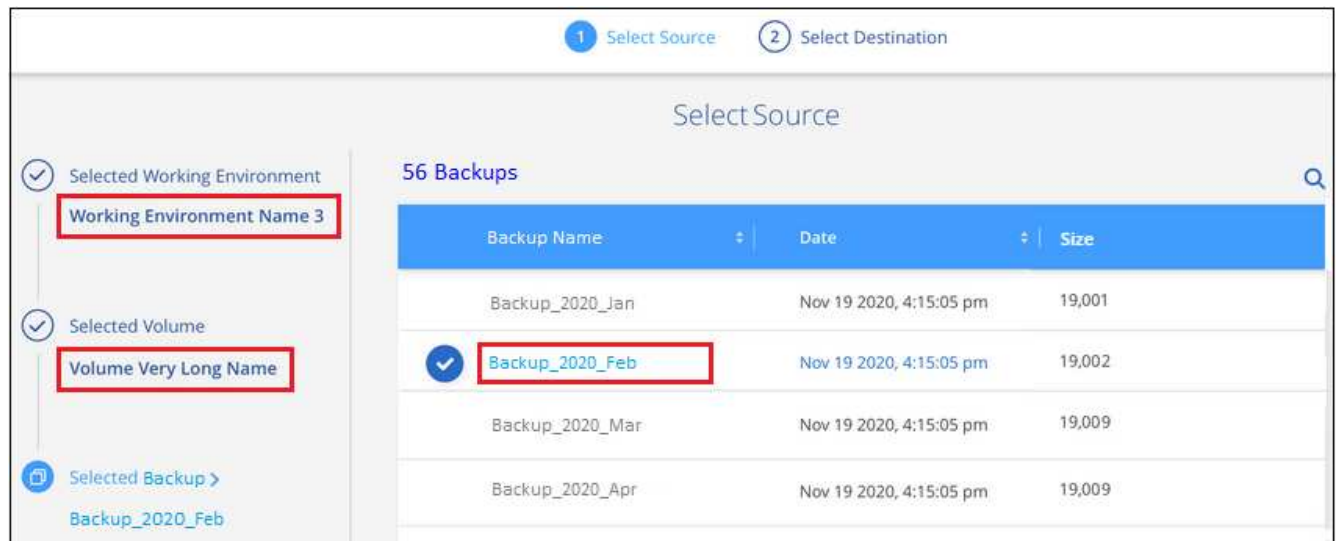 1 Select Source 2 Select Destination
Select Source
Selected Working Environment
Working Environment Name 3
Selected Volume
Volume Very Long Name
Selected Backup >
Backup_2020_Feb
56 Backups
Backup Name Date Size
Backup_2020_Jan Nov 19 2020, 4:15:05 pm 19,001
Backup_2020_Feb Nov 19 2020, 4:15:05 pm 19,002
Backup_2020_Mar Nov 19 2020, 4:15:05 pm 19,009
Backup_2020_Apr Nov 19 2020, 4:15:05 pm 19,009